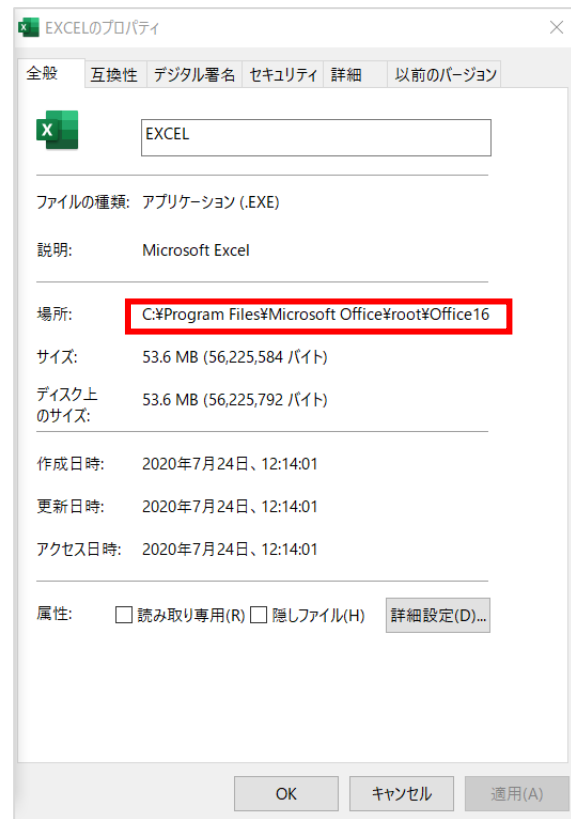 EXCELのプロパティ
全般 互換性 デジタル署名 セキュリティ 詳細 以前のバージョン
EXCEL
ファイルの種類: アプリケーション (.EXE)
説明: Microsoft Excel
場所: C:¥Program Files¥Microsoft Office¥root¥Office16
サイズ: 53.6 MB (56,225,584 バイト)
ディスク上
のサイズ: 53.6 MB (56,225,792 バイト)
作成日時: 2020年7月24日、12:14:01
更新日時: 2020年7月24日、12:14:01
アクセス日時: 2020年7月24日、12:14:01
属性: 読み取り専用(R) 隠しファイル(H) 詳細設定(D)...
OK キャンセル 適用(A)